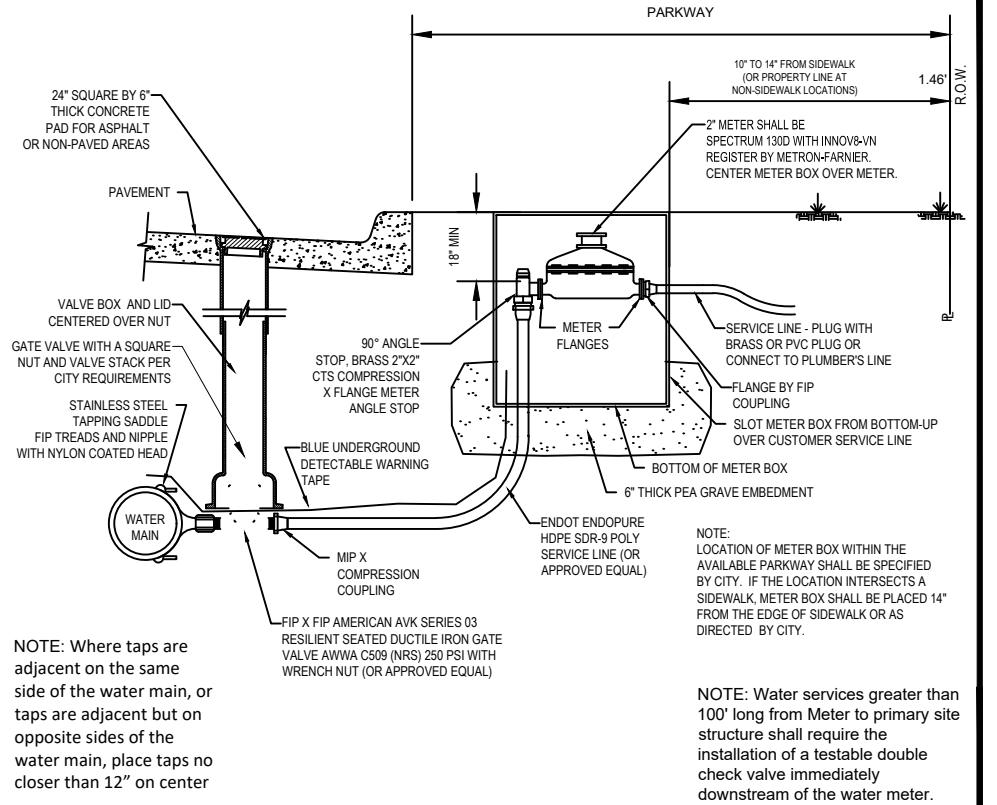 PARKWAY
10" TO 14" FROM SIDEWALK
(OR PROPERTY LINE AT
NON-SIDEWALK LOCATIONS)
1.46'
R.O.W.
24" SQUARE BY 6"
THICK CONCRETE
PAD FOR ASPHALT
OR NON-PAVED AREAS
2" METER SHALL BE
SPECTRUM 130D WITH INNOV8-VN
REGISTER BY METRON-FARNIER.
CENTER METER BOX OVER METER.
PAVEMENT
18" MIN
VALVE BOX AND LID
CENTERED OVER NUT
GATE VALVE WITH A SQUARE
NUT AND VALVE STACK PER
CITY REQUIREMENTS
STAINLESS STEEL
TAPPING SADDLE
FIP TREADS AND NIPPLE
WITH NYLON COATED HEAD
90° ANGLE
STOP, BRASS 2"X2"
CTS COMPRESSION
X FLANGE METER
ANGLE STOP
METER
FLANGES
SERVICE LINE - PLUG WITH
BRASS OR PVC PLUG OR
CONNECT TO PLUMBER'S LINE
PL
FLANGE BY FIP
COUPLING
SLOT METER BOX FROM BOTTOM-UP
OVER CUSTOMER SERVICE LINE
BLUE UNDERGROUND
DETECTABLE WARNING
TAPE
BOTTOM OF METER BOX
6" THICK PEA GRAVE EMBEDMENT
WATER
MAIN
MIP X
COMPRESSION
COUPLING
ENDOT ENDOPURE
HDPE SDR-9 POLY
SERVICE LINE (OR
APPROVED EQUAL)
NOTE:
LOCATION OF METER BOX WITHIN THE
AVAILABLE PARKWAY SHALL BE SPECIFIED
BY CITY. IF THE LOCATION INTERSECTS A
SIDEWALK, METER BOX SHALL BE PLACED 14"
FROM THE EDGE OF SIDEWALK OR AS
DIRECTED BY CITY.
FIP X FIP AMERICAN AVK SERIES 03
RESILIENT SEATED DUCTILE IRON GATE
VALVE AWWA C509 (NRS) 250 PSI WITH
WRENCH NUT (OR APPROVED EQUAL)
NOTE: Where taps are
adjacent on the same
side of the water main, or
taps are adjacent but on
opposite sides of the
water main, place taps no
closer than 12” on center
NOTE: Water services greater than
100' long from Meter to primary site
structure shall require the
installation of a testable double
check valve immediately
downstream of the water meter.